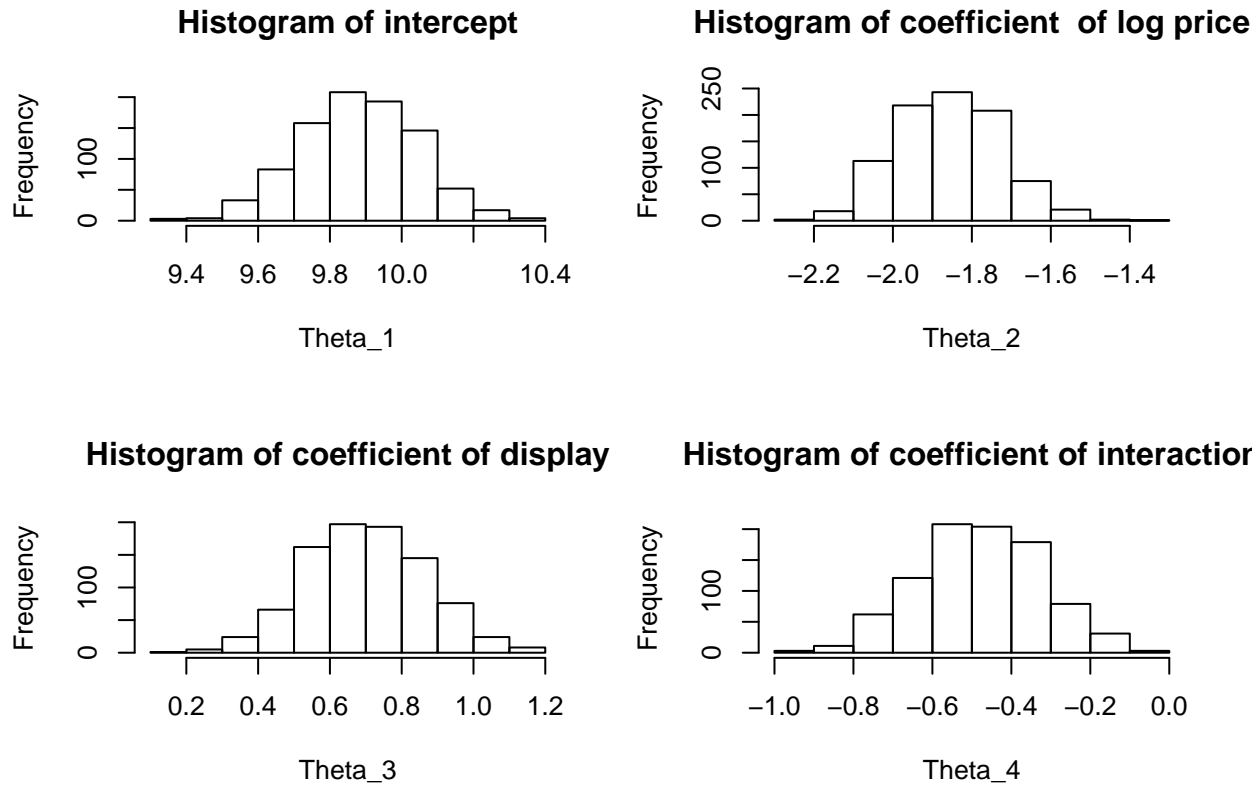 Histogram of intercept
Frequency
0
100
9.4 9.6 9.8 10.0 10.4
Theta_1
Histogram of coefficient of log price
Frequency
0
100
250
−2.2 −2.0 −1.8 −1.6 −1.4
Theta_2
Histogram of coefficient of display
Frequency
0
100
0.2 0.4 0.6 0.8 1.0 1.2
Theta_3
Histogram of coefficient of interaction
Frequency
0
100
−1.0 −0.8 −0.6 −0.4 −0.2 0.0
Theta_4